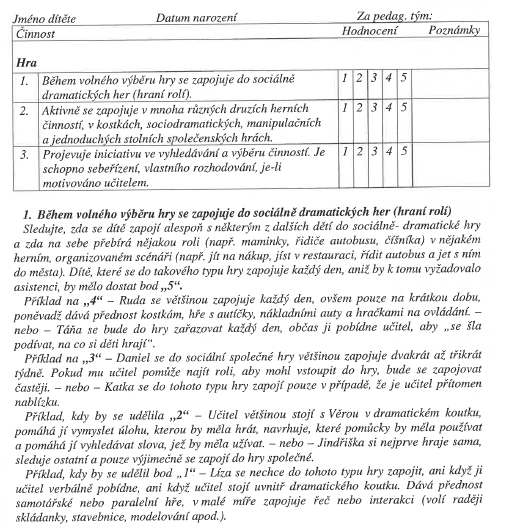 Jméno dítěte Datum narození Za pedag. tým:
Činnost Hodnocení Poznámky
Hra
1. Během volného výběru hry se zapojuje do sociálně 1 2 3 4 5
dramatických her (hraní rolí).
2. Aktivně se zapojuje v mnoha různých druzích herních 1 2 3 4 5
činností, v kostkách, sociodramatických, manipulačních
a jednoduchých stolních společenských hrách.
3. Projevuje iniciativu ve vyhledávání a výběru činností. Je 1 2 3 4 5
schopno sebeřízení, vlastního rozhodování, je-li
motivováno učitelem.
1. Během volného výběru hry se zapojuje do sociálně dramatických her (hraní rolí)
Sledujte, zda se dítě zapojí alespoň s některým z dalších dětí do sociálně- dramatické hry
a zda na sebe přebírá nějakou roli (např. maminky, řidiče autobusu, číšníka) v nějakém
herním, organizovaném scénáři (např. jít na nákup, jíst v restauraci, řídit autobus a jet s ním
do města). Dítě, které se do takového typu hry zapojuje každý den, aniž by k tomu vyžadovalo
asistenci, by mělo dostat bod „5“.
Příklad na „4“ – Ruda se většinou zapojuje každý den, ovšem pouze na krátkou dobu,
poněvadž dává přednost kostkám, hře s autíčky, nákladními auty a hračkami na ovládání. –
nebo – Táňa se bude do hry zařazovat každý den, občas ji pobídne učitel, aby „se šla
podívat, na co si děti hrají“.
Příklad na „3“ – Daniel se do sociální společné hry většinou zapojuje dvakrát až třikrát
týdně. Pokud mu učitel pomůže najít roli, aby mohl vstoupit do hry, bude se zapojovat
častěji. – nebo – Katka se do tohoto typu hry zapojí pouze v případě, že je učitel přítomen
nablízku.
Příklad, kdy by se udělila „2“ – Učitel většinou stojí s Věrou v dramatickém koutku,
pomáhá jí vymyslet úlohu, kterou by měla hrát, navrhuje, které pomůcky by měla používat
a pomáhá jí vyhledávat slova, jež by měla užívat. – nebo – Jindřiška si nejprve hraje sama,
sleduje ostatní a pouze výjimečně se zapojí do hry společné.
Příklad, kdy by se udělil bod „1“ – Líza se nechce do tohoto typu hry zapojit, ani když ji
učitel verbálně pobídne, ani když učitel stojí uvnitř dramatického koutku. Dává přednost
samotářské nebo paralelní hře, v malé míře zapojuje řeč nebo interakci (volí raději
skládanky, stavebnice, modelování apod.).